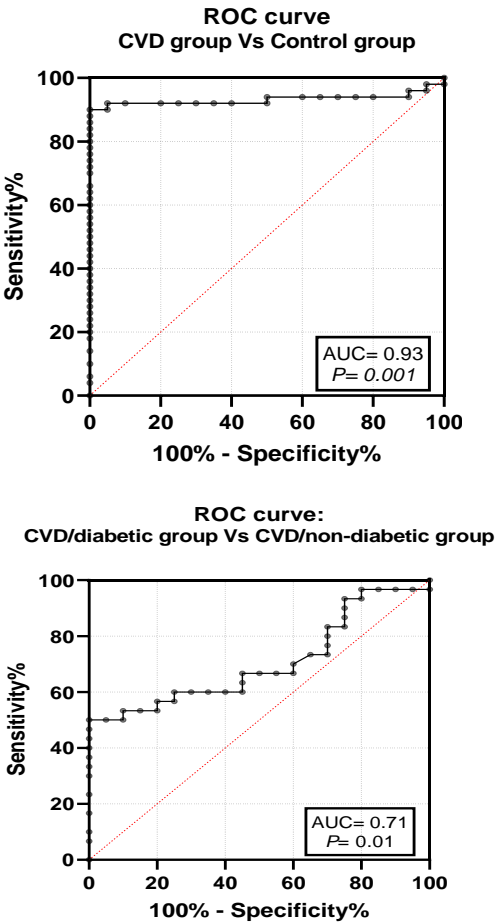 ROC curve
CVD group Vs Control group
100
80
60
40
20
0
Sensitivity%
AUC= 0.93
P= 0.001
0 20 40 60 80 100
100% - Specificity%
ROC curve:
CVD/diabetic group Vs CVD/non-diabetic group
100
80
60
40
20
0
Sensitivity%
AUC= 0.71
P= 0.01
0 20 40 60 80 100
100% - Specificity%